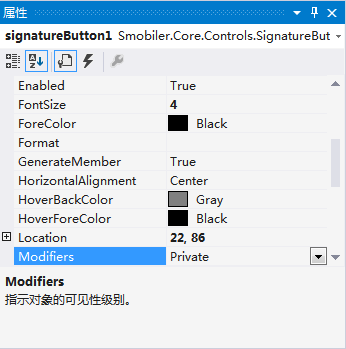 属性
signatureButton1 Smobiler.Core.Controls.SignatureBut
Enabled True
FontSize 4
ForeColor Black
Format
GenerateMember True
HorizontalAlignment Center
HoverBackColor Gray
HoverForeColor Black
Location 22, 86
Modifiers Private
Modifiers
指示对象的可见性级别。